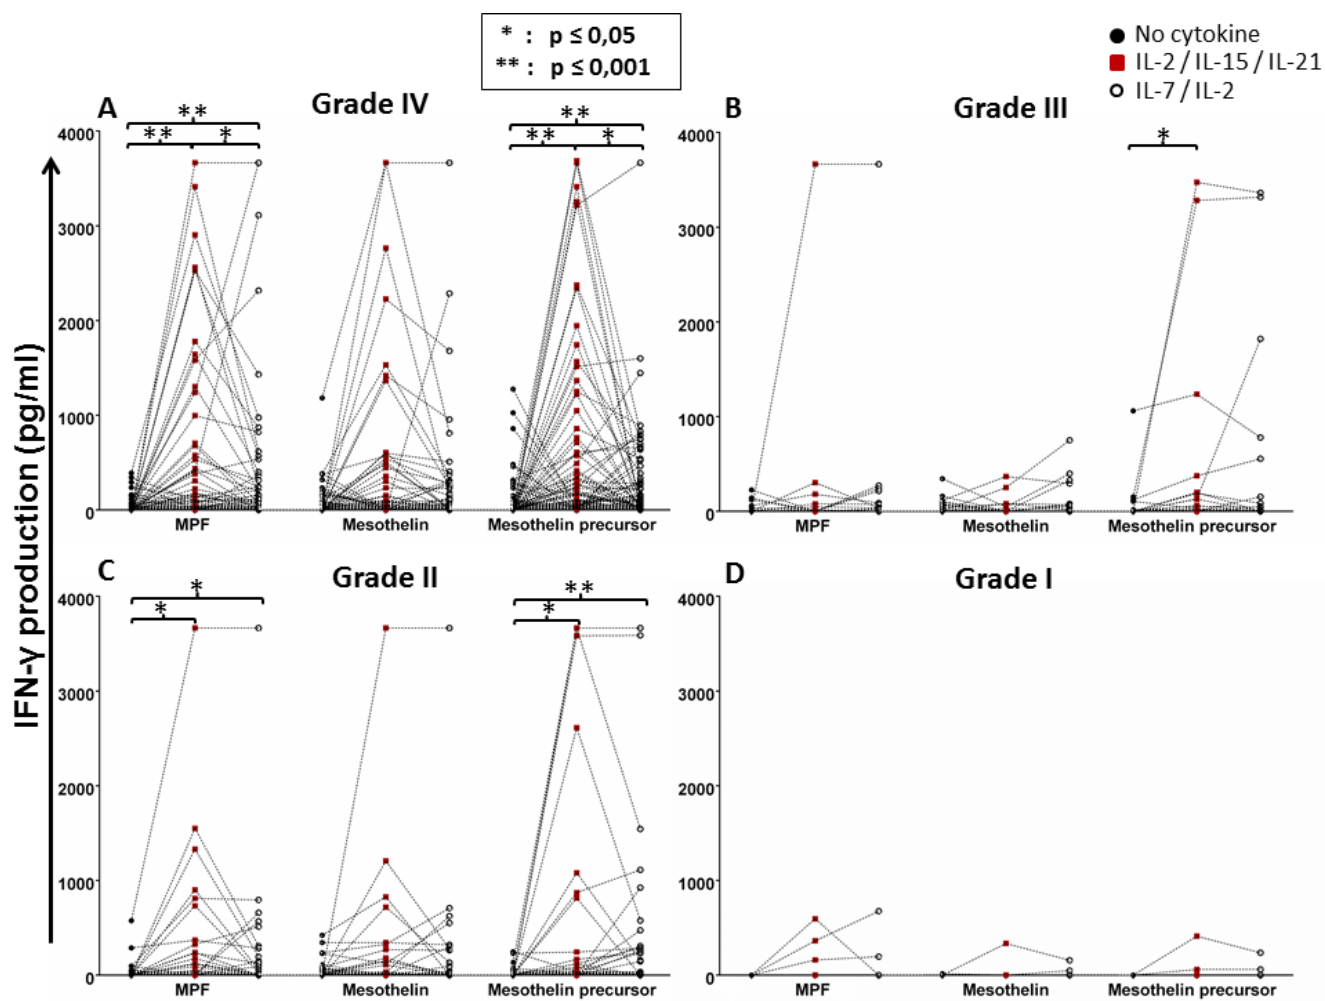 * : p ≤ 0,05
** : p ≤ 0,001
No cytokine
IL-2 / IL-15 / IL-21
IL-7 / IL-2
IFN-γ production (pg/ml)
A
Grade IV
** ** *
** ** *
4000
3000
2000
1000
0
MPF
Mesothelin
Mesothelin precursor
B
Grade III
*
4000
3000
2000
1000
0
MPF
Mesothelin
Mesothelin precursor
C
Grade II
* *
** *
4000
3000
2000
1000
0
MPF
Mesothelin
Mesothelin precursor
D
Grade I
4000
3000
2000
1000
0
MPF
Mesothelin
Mesothelin precursor